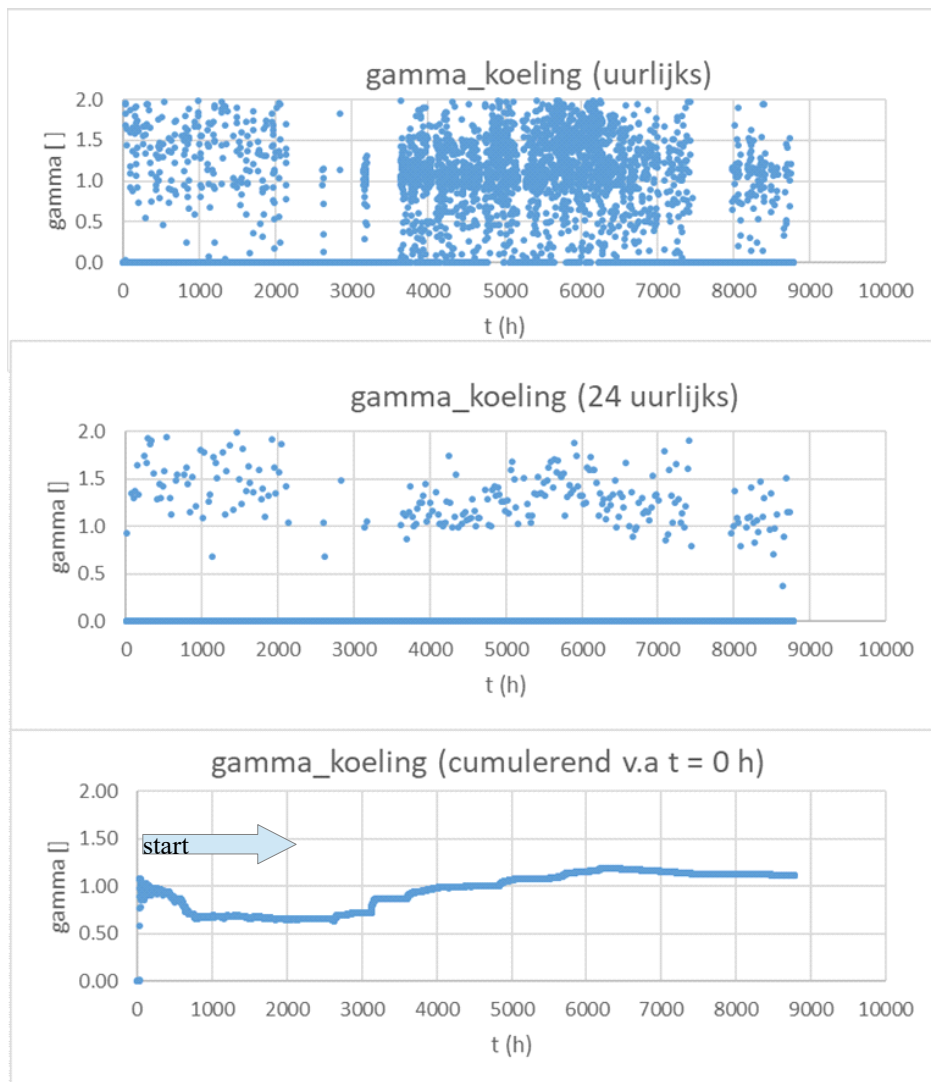 gamma_koeling (uurlijks)
gamma [ ]
2.0
1.5
1.0
0.5
0.0
0 1000 2000 3000 4000 5000 6000 7000 8000 9000 10000
t (h)
gamma_koeling (24 uurlijks)
gamma []
2.0
1.5
1.0
0.5
0.0
0 1000 2000 3000 4000 5000 6000 7000 8000 9000 10000
t (h)
gamma_koeling (cumulerend v.a t = 0 h)
gamma []
2.00
1.50
start
1.00
0.50
0.00
0 1000 2000 3000 4000 5000 6000 7000 8000 9000 10000
t (h)